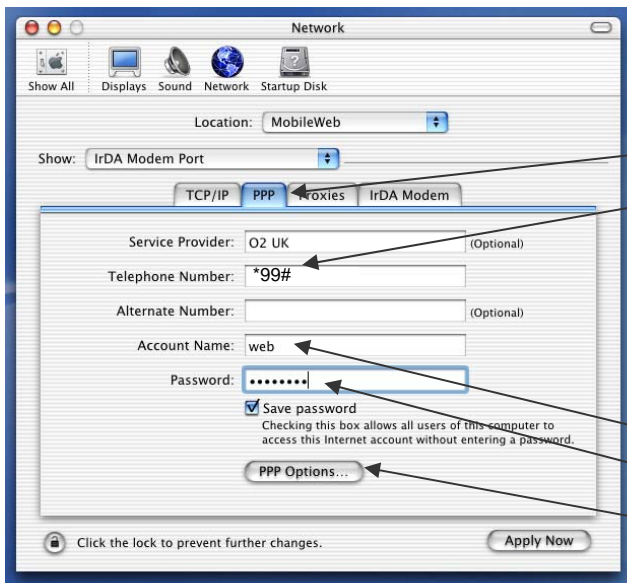 Network
Show All Displays Sound Network Startup Disk
Location: MobileWeb
Show: IrDA Modem Port
TCP/IP PPP Proxies IrDA Modem
Service Provider: O2 UK (Optional)
Telephone Number: *99#
Alternate Number: (Optional)
Account Name: web
Password: ••••••••
Save password
Checking this box allows all users of this computer to
access this Internet account without entering a password.
PPP Options...
Click the lock to prevent further changes. Apply Now